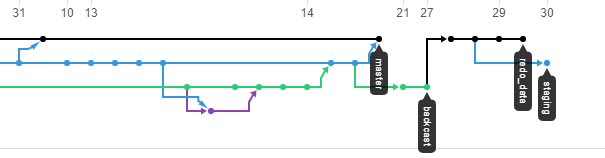 31 10 13 14 21 27 29 30
master
backcast
redo_data
staging